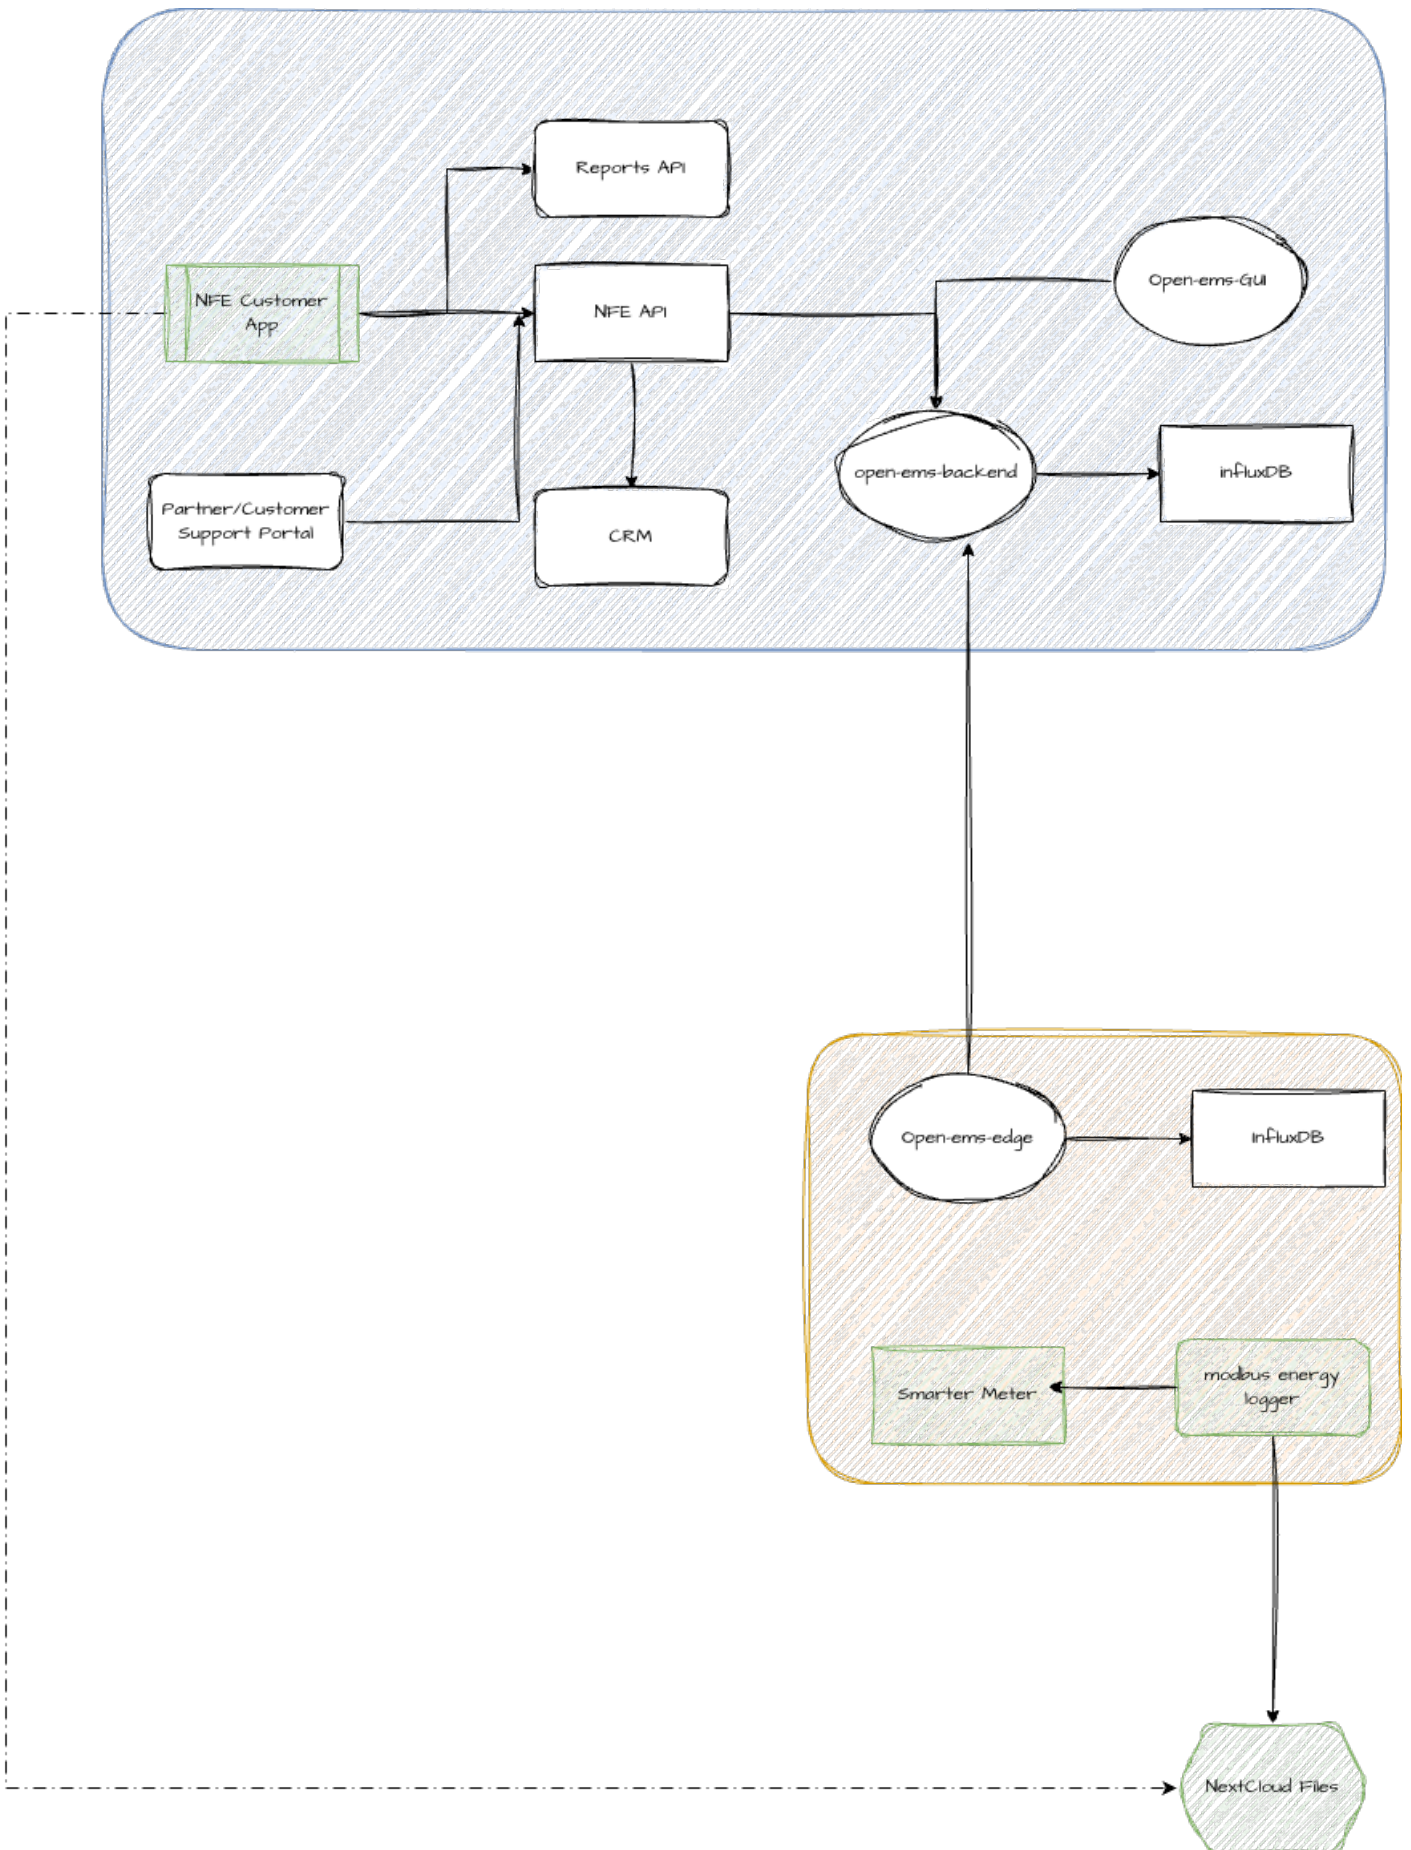 Reports API
Open-ems-GUI
NFE Customer
App
NFE API
open-ems-backend
influxDB
Partner/Customer
Support Portal
CRM
Open-ems-edge
InfluxDB
Smarter Meter
modbus energy
logger
NextCloud Files